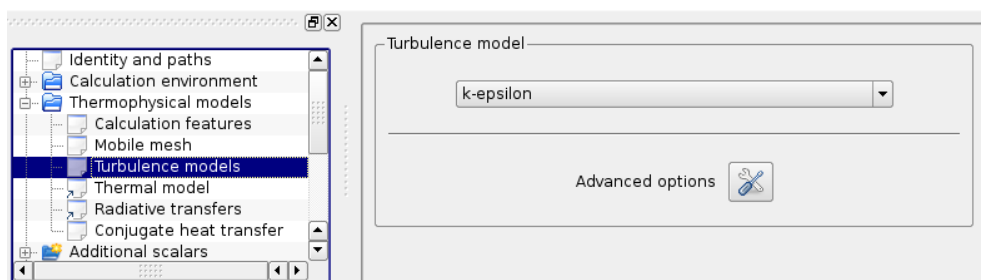 Identity and paths
Calculation environment
Thermophysical models
Calculation features
Mobile mesh
Turbulence models
Thermal model
Radiative transfers
Conjugate heat transfer
Additional scalars
Turbulence model
k-epsilon
Advanced options